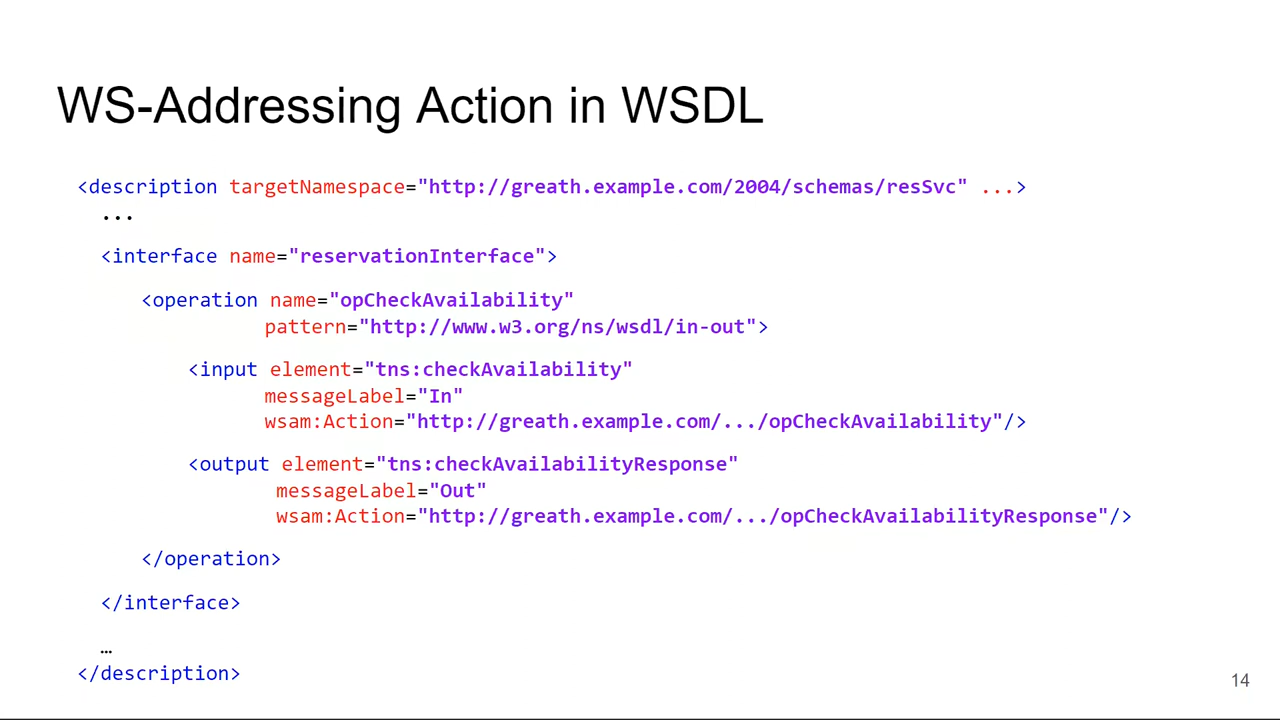 WS-Addressing Action in WSDL
<description targetNamespace="http://greath.example.com/2004/schemas/resSvc" ...>
...
<interface name="reservationInterface">
<operation name="opCheckAvailability"
pattern="http://www.w3.org/ns/wsdl/in-out">
<input element="tns:checkAvailability"
messageLabel="In"
wsam:Action="http://greath.example.com/.../opCheckAvailability"/>
<output element="tns:checkAvailabilityResponse"
messageLabel="Out"
wsam:Action="http://greath.example.com/.../opCheckAvailabilityResponse"/>
</operation>
</interface>
…
</description>
14